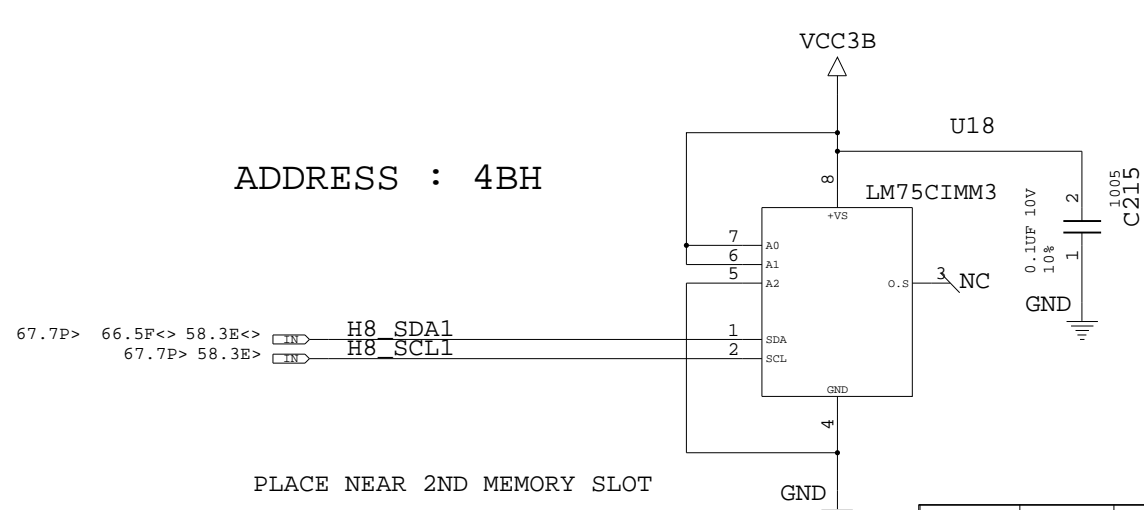 VCC3B
U18
ADDRESS : 4BH
8
LM75CIMM3
+VS
0.1UF 10V
10%
2
1
1005
C215
7
A0
6
A1
5
A2
O.S
3
NC
GND
67.7P> 66.5F<> 58.3E<>
IN
H8_SDA1
1
SDA
67.7P> 58.3E>
IN
H8_SCL1
2
SCL
GND
4
PLACE NEAR 2ND MEMORY SLOT
GND